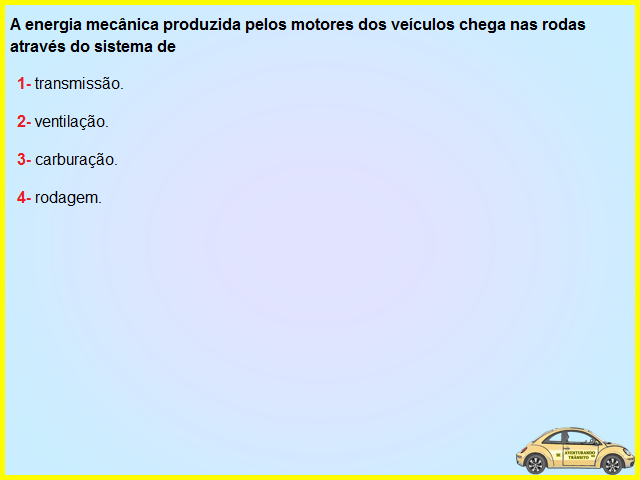 A energia mecânica produzida pelos motores dos veículos chega nas rodas
através do sistema de
1- transmissão.
2- ventilação.
3- carburação.
4- rodagem.
AVENTURANDO
TRÂNSITO